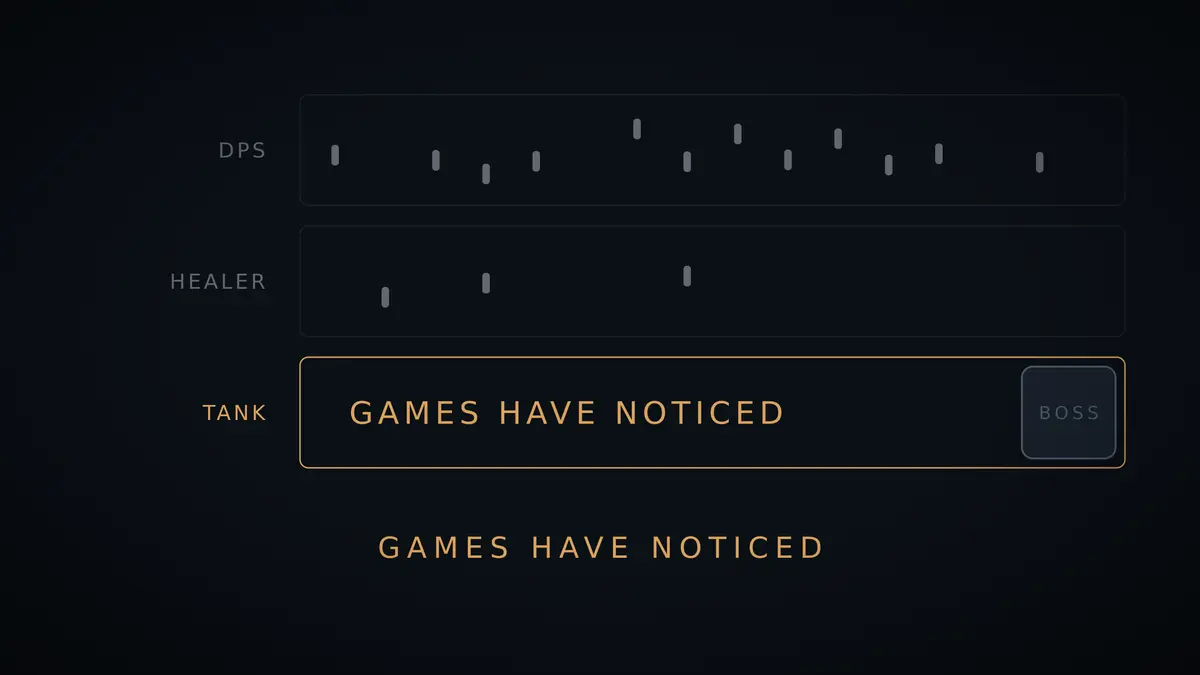 DPS
HEALER
TANK GAMES HAVE NOTICED BOSS
GAMES HAVE NOTICED